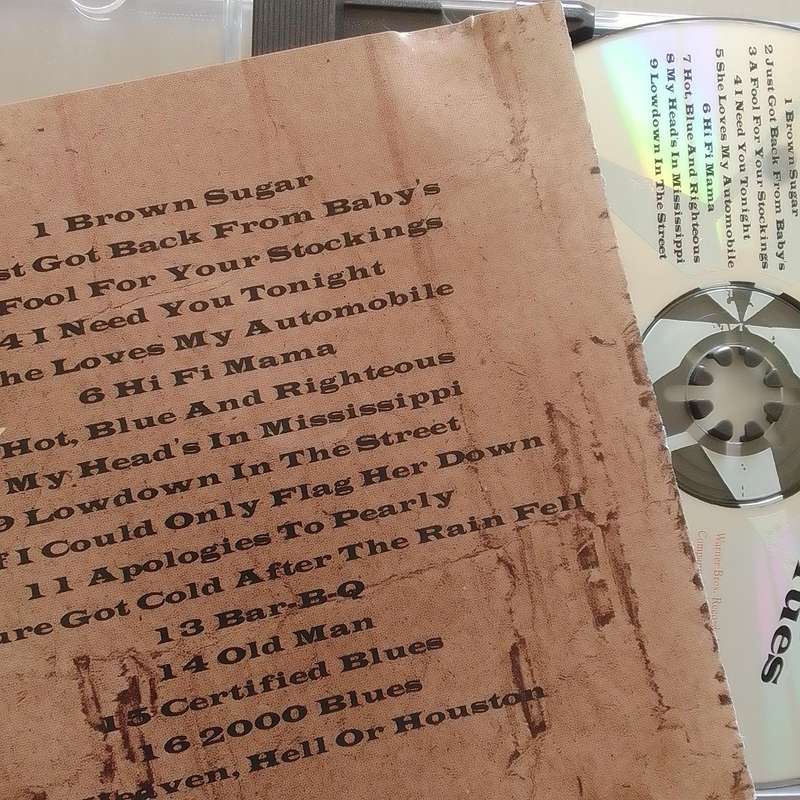 1 Brown Sugar
st Got Back From Baby's
Fool For Your Stockings
4 I Need You Tonight
he Loves My Automobile
6 Hi Fi Mama
Hot, Blue And Righteous
My Head's In Mississippi
9 Lowdown In The Street
f I Could Only Flag Her Down
11 Apologies To Pearly
ure Got Cold After The Rain Fell
13 Bar-B-Q
14 Old Man
15 Certified Blues
16 2000 Blues
Heaven, Hell Or Houston
1 Brown Sugar
2 Just Got Back From Baby's
3 A Fool For Your Stockings
4 I Need You Tonight
5 She Loves My Automobile
6 Hi Fi Mama
7 Hot, Blue And Righteous
8 My Head's In Mississippi
9 Lowdown In The Street
Warner Bros.
ues